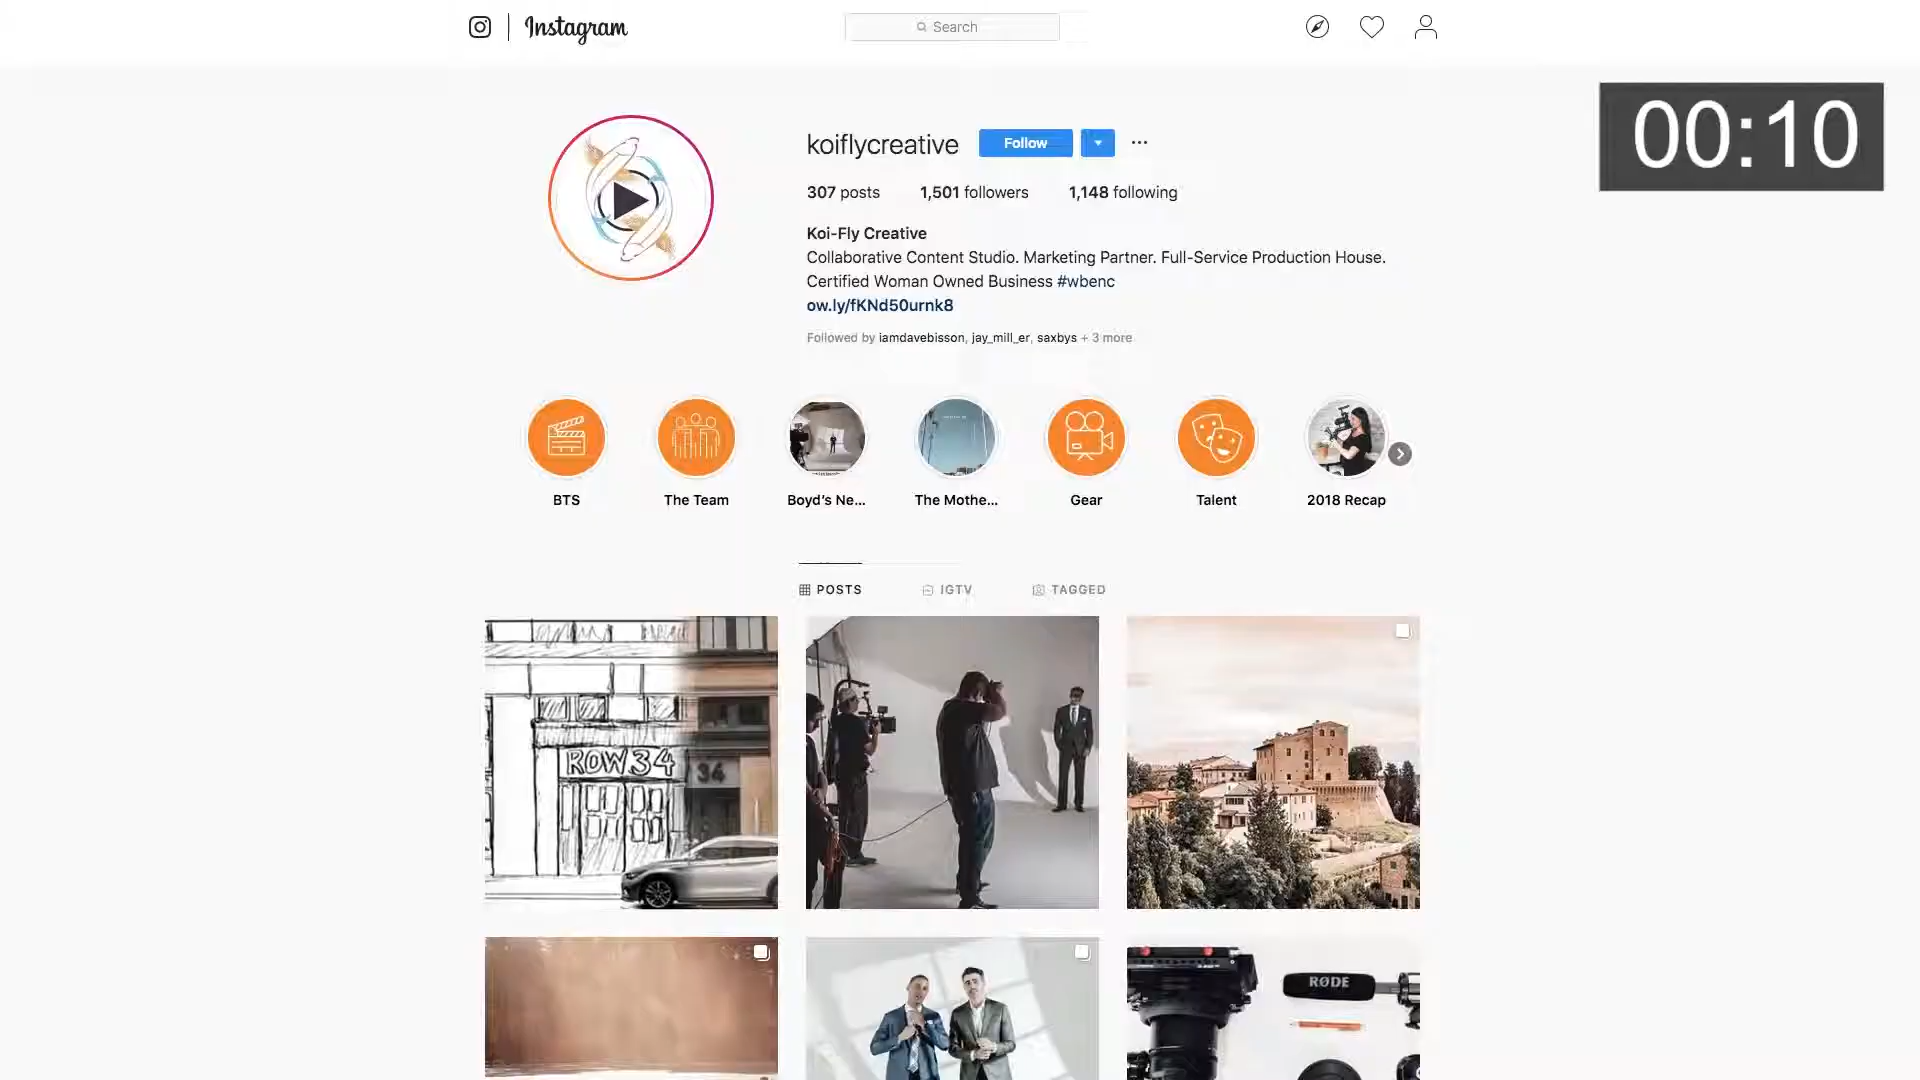 Instagram
Search
00:10
koiflycreative
Follow
307 posts
1,501 followers
1,148 following
Koi-Fly Creative
Collaborative Content Studio. Marketing Partner. Full-Service Production House.
Certified Woman Owned Business #wbenc
ow.ly/fKNd50urnk8
Followed by iamdavebisson, jay_mill_er, saxbys + 3 more
BTS
The Team
Boyd's Ne...
The Mothe...
Gear
Talent
2018 Recap
POSTS
IGTV
TAGGED
ROW 34
34
RØDE